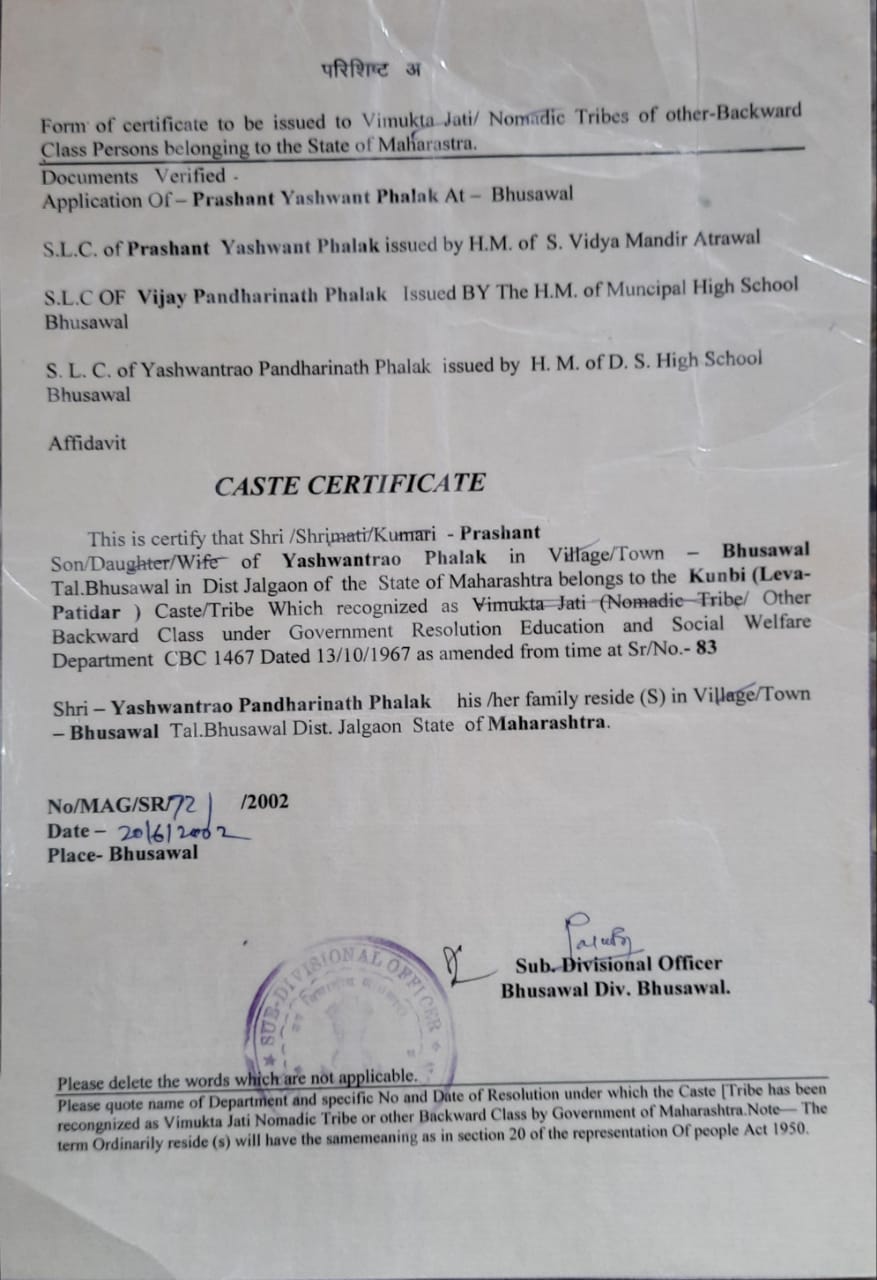 परिशिष्ट अ
Form of certificate to be issued to Vimukta Jati/ Nomadic Tribes of other-Backward
Class Persons belonging to the State of Maharastra.
Documents Verified -
Application Of – Prashant Yashwant Phalak At – Bhusawal
S.L.C. of Prashant Yashwant Phalak issued by H.M. of S. Vidya Mandir Atrawal
S.L.C OF Vijay Pandharinath Phalak Issued BY The H.M. of Muncipal High School
Bhusawal
S. L. C. of Yashwantrao Pandharinath Phalak issued by H. M. of D. S. High School
Bhusawal
Affidavit
CASTE CERTIFICATE
This is certify that Shri /Shrimati/Kumari - Prashant
Son/Daughter/Wife of Yashwantrao Phalak in Village/Town – Bhusawal
Tal.Bhusawal in Dist Jalgaon of the State of Maharashtra belongs to the Kunbi (Leva-
Patidar ) Caste/Tribe Which recognized as Vimukta Jati (Nomadic Tribe/ Other
Backward Class under Government Resolution Education and Social Welfare
Department CBC 1467 Dated 13/10/1967 as amended from time at Sr/No.- 83
Shri – Yashwantrao Pandharinath Phalak his /her family reside (S) in Village/Town
– Bhusawal Tal.Bhusawal Dist. Jalgaon State of Maharashtra.
No/MAG/SR/72/ /2002
Date – 20/6/2002
Place- Bhusawal
SUB-DIVISIONAL OFFICER
Sub. Divisional Officer
Bhusawal Div. Bhusawal.
Please delete the words which are not applicable.
Please quote name of Department and specific No and Date of Resolution under which the Caste [Tribe has been
recongnized as Vimukta Jati Nomadic Tribe or other Backward Class by Government of Maharashtra.Note— The
term Ordinarily reside (s) will have the samemeaning as in section 20 of the representation Of people Act 1950.